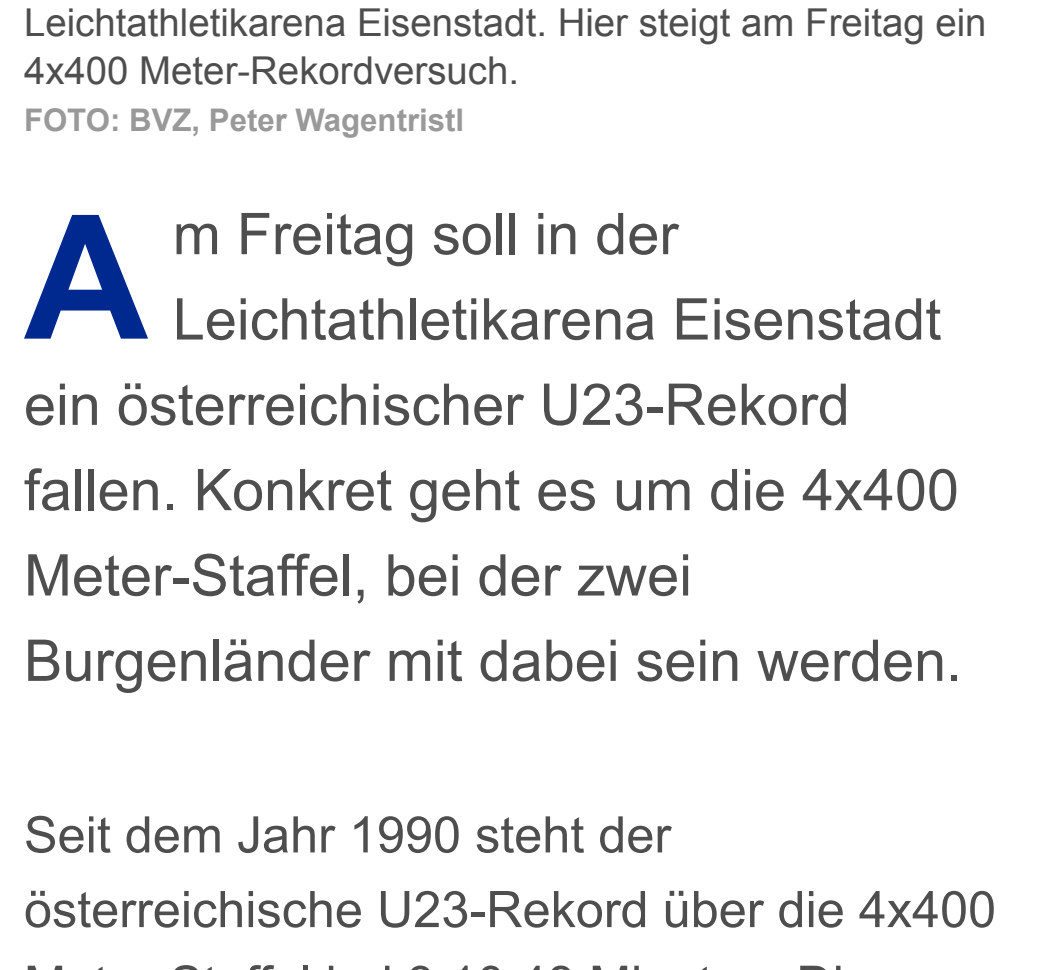 Leichtathletikarena Eisenstadt. Hier steigt am Freitag ein
4x400 Meter-Rekordversuch.
FOTO: BVZ, Peter Wagentristl
Am Freitag soll in der
Leichtathletikarena Eisenstadt
ein österreichischer U23-Rekord
fallen. Konkret geht es um die 4x400
Meter-Staffel, bei der zwei
Burgenländer mit dabei sein werden.
Seit dem Jahr 1990 steht der
österreichische U23-Rekord über die 4x400